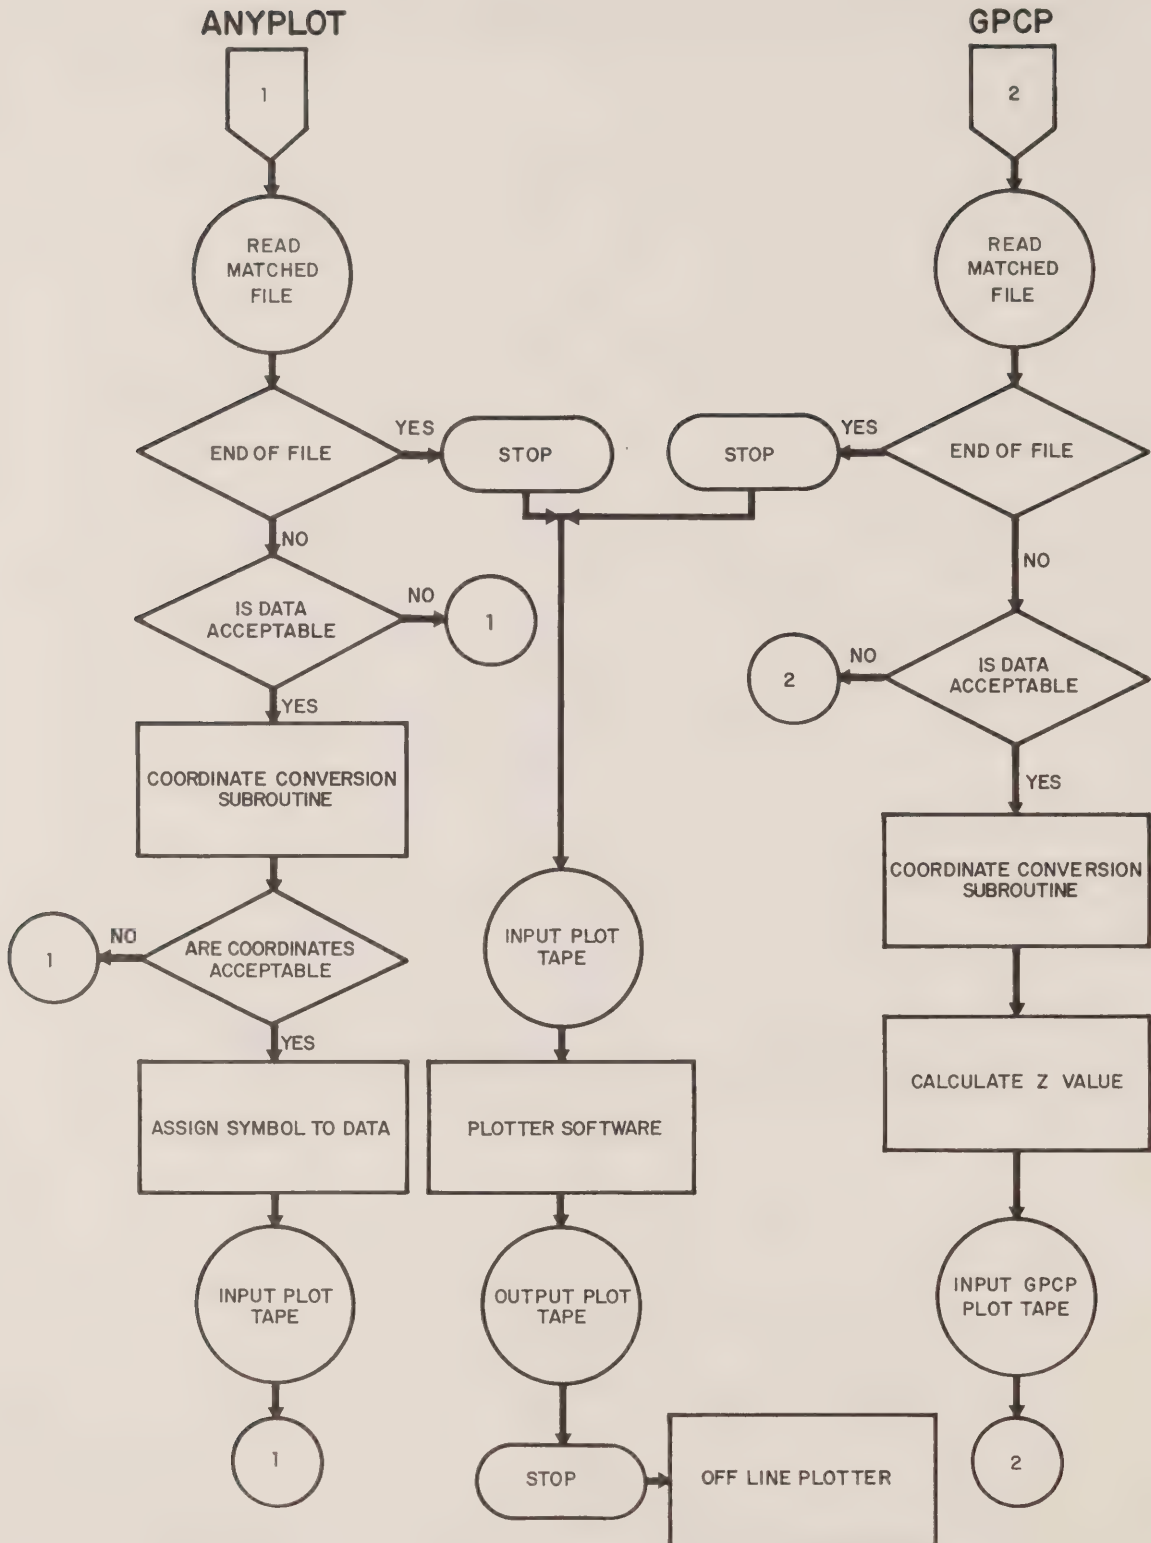 ANYPLOT
1
READ
MATCHED
FILE
END OF FILE
YES
STOP
NO
IS DATA
ACCEPTABLE
NO
1
YES
COORDINATE CONVERSION
SUBROUTINE
ARE COORDINATES
ACCEPTABLE
NO
1
YES
ASSIGN SYMBOL TO DATA
INPUT PLOT
TAPE
1
INPUT PLOT
TAPE
PLOTTER SOFTWARE
OUTPUT PLOT
TAPE
STOP
OFF LINE PLOTTER
GPCP
2
READ
MATCHED
FILE
END OF FILE
YES
STOP
NO
IS DATA
ACCEPTABLE
NO
2
YES
COORDINATE CONVERSION
SUBROUTINE
CALCULATE Z VALUE
INPUT GPCP
PLOT TAPE
2